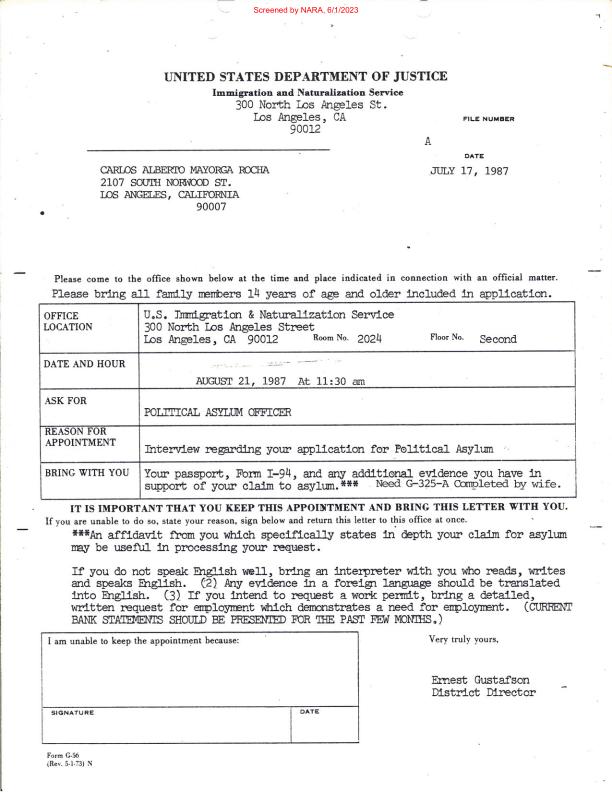 Screened by NARA, 6/1/2023
UNITED STATES DEPARTMENT OF JUSTICE
Immigration and Naturalization Service
300 North Los Angeles St.
Los Angeles, CA
90012
FILE NUMBER
A
DATE
JULY 17, 1987
CARLOS ALBERTO MAYORGA ROCHA
2107 SOUTH NORWOOD ST.
LOS ANGELES, CALIFORNIA
90007
Please come to the office shown below at the time and place indicated in connection with an official matter.
Please bring all family members 14 years of age and older included in application.
OFFICE LOCATION
U.S. Immigration & Naturalization Service
300 North Los Angeles Street
Los Angeles, CA 90012 Room No. 2024 Floor No. Second
DATE AND HOUR
AUGUST 21, 1987 At 11:30 am
ASK FOR
POLITICAL ASYLUM OFFICER
REASON FOR APPOINTMENT
Interview regarding your application for Political Asylum
BRING WITH YOU
Your passport, Form I-94, and any additional evidence you have in
support of your claim to asylum.*** Need G-325-A Completed by wife.
IT IS IMPORTANT THAT YOU KEEP THIS APPOINTMENT AND BRING THIS LETTER WITH YOU.
If you are unable to do so, state your reason, sign below and return this letter to this office at once.
***An affidavit from you which specifically states in depth your claim for asylum
may be useful in processing your request.
If you do not speak English well, bring an interpreter with you who reads, writes
and speaks English. (2) Any evidence in a foreign language should be translated
into English. (3) If you intend to request a work permit, bring a detailed,
written request for employment which demonstrates a need for employment. (CURRENT
BANK STATEMENTS SHOULD BE PRESENTED FOR THE PAST FEW MONTHS.)
I am unable to keep the appointment because:
SIGNATURE
DATE
Very truly yours,
Ernest Gustafson
District Director
Form G-56
(Rev. 5-1-73) N